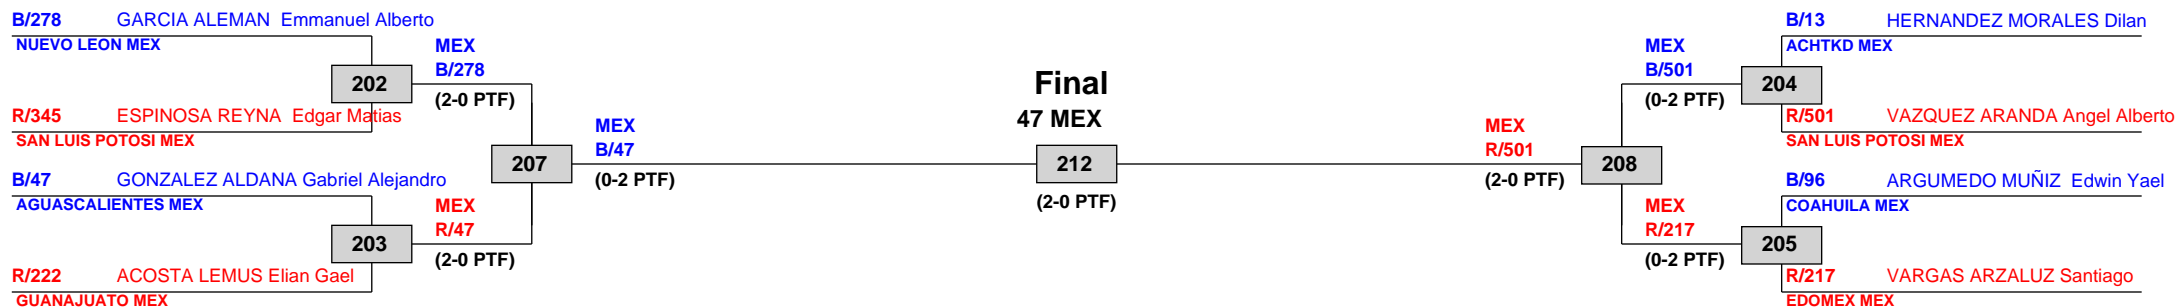 B/278 GARCIA ALEMAN Emmanuel Alberto
NUEVO LEON MEX
202
R/345 ESPINOSA REYNA Edgar Matias
SAN LUIS POTOSI MEX
MEX
B/278
(2-0 PTF)
B/47 GONZALEZ ALDANA Gabriel Alejandro
AGUASCALIENTES MEX
203
R/222 ACOSTA LEMUS Elian Gael
GUANAJUATO MEX
MEX
R/47
(2-0 PTF)
207
MEX
B/47
(0-2 PTF)
Final
47 MEX
212
(2-0 PTF)
MEX
R/501
(2-0 PTF)
208
MEX
B/501
(0-2 PTF)
204
B/13 HERNANDEZ MORALES Dilan
ACHTKD MEX
R/501 VAZQUEZ ARANDA Angel Alberto
SAN LUIS POTOSI MEX
MEX
R/217
(0-2 PTF)
205
B/96 ARGUMEDO MUÑIZ Edwin Yael
COAHUILA MEX
R/217 VARGAS ARZALUZ Santiago
EDOMEX MEX